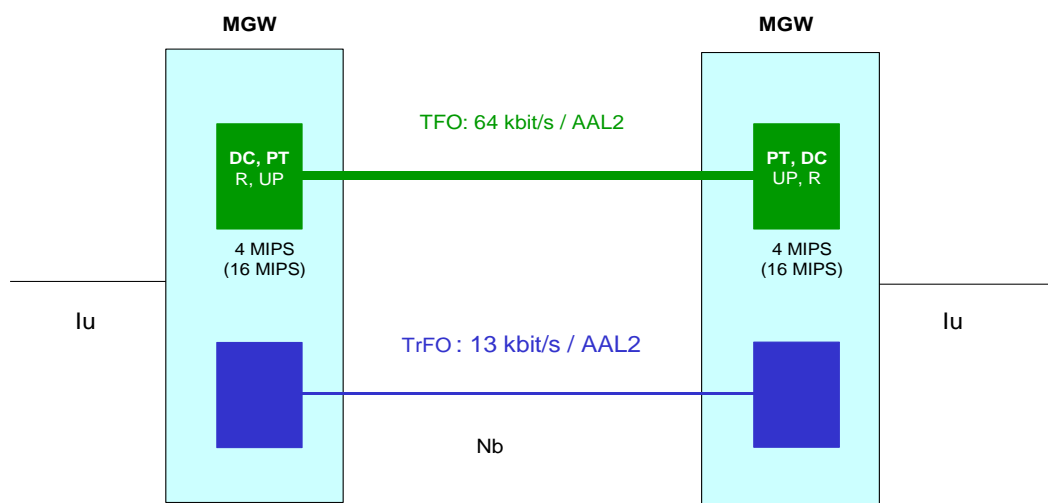 MGW
MGW
TFO: 64 kbit/s / AAL2
DC, PT
R, UP
PT, DC
UP, R
4 MIPS
(16 MIPS)
4 MIPS
(16 MIPS)
Iu
Iu
TrFO : 13 kbit/s / AAL2
Nb